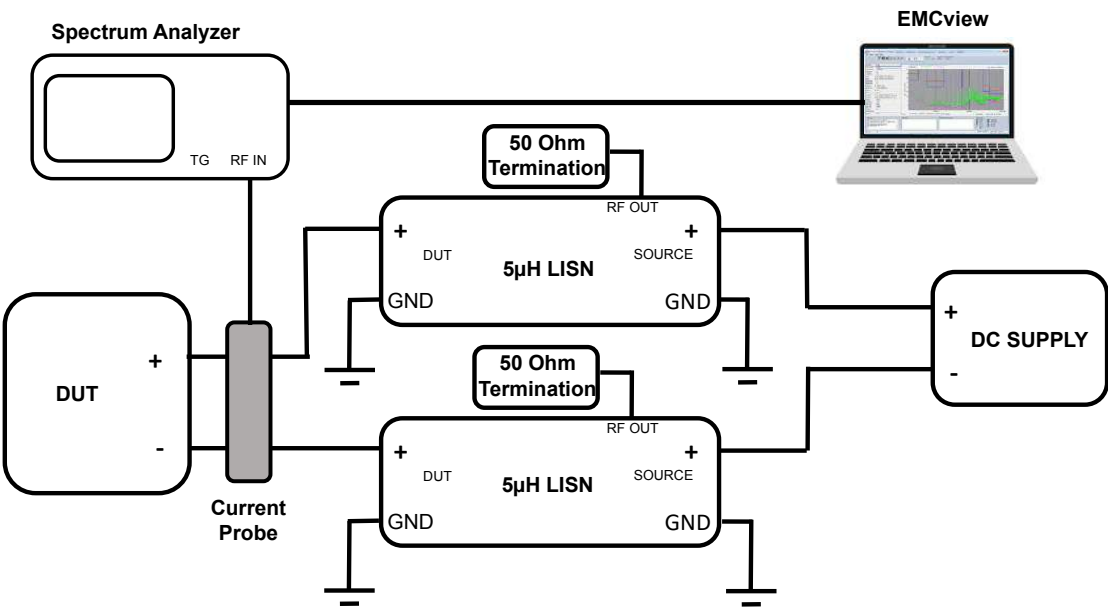 Spectrum Analyzer
EMCview
TG RF IN
50 Ohm
Termination
RF OUT
+ +
DUT SOURCE
5µH LISN
GND GND
+
DC SUPPLY
-
50 Ohm
Termination
RF OUT
+ +
DUT SOURCE
5µH LISN
GND GND
+
DUT
-
Current
Probe